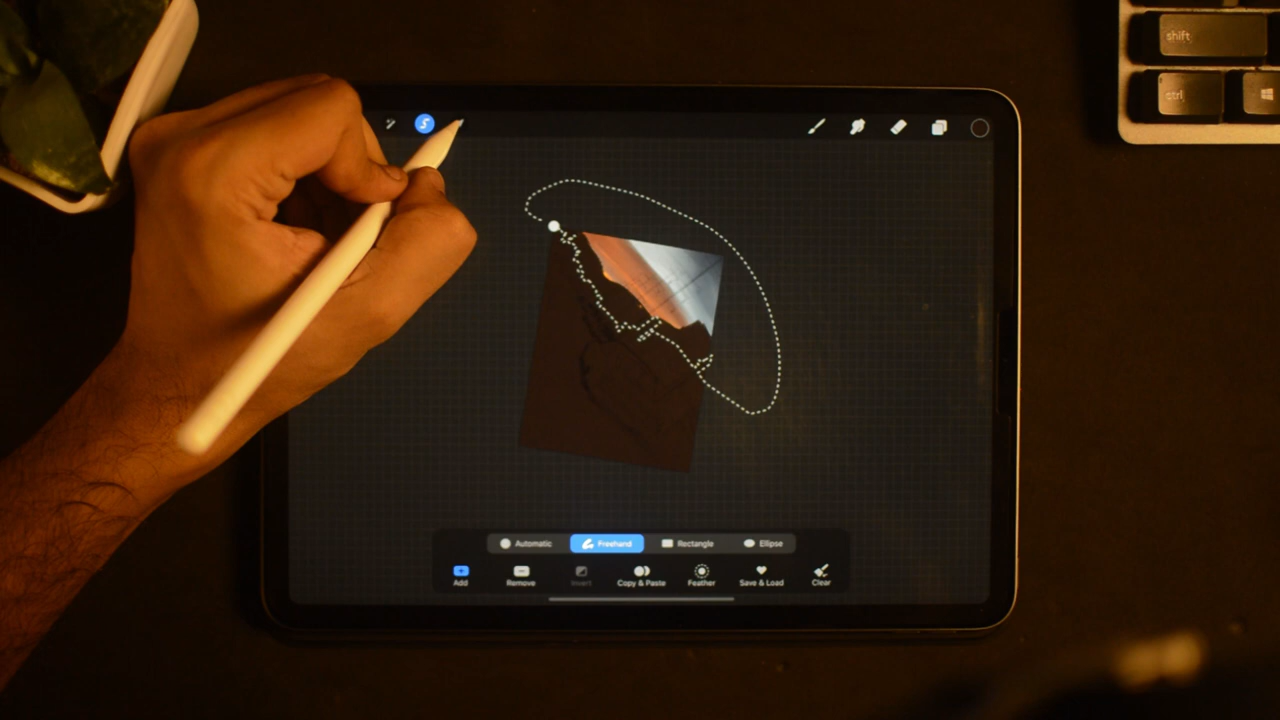 shift
ctrl
S
Automatic Freehand Rectangle Ellipse
Add Remove Invert Copy & Paste Feather Save & Load Clear